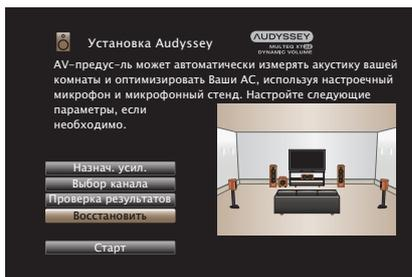 Установка Audyssey
AUDYSSEY
MULTEQ XT32
DYNAMIC VOLUME
AV-предус-ль может автоматически измерять акустику вашей
комнаты и оптимизировать Ваши АС, используя настроечный
микрофон и микрофонный стенд. Настройте следующие
параметры, если
необходимо.
Назнач. усил.
Выбор канала
Проверка результатов
Восстановить
Старт